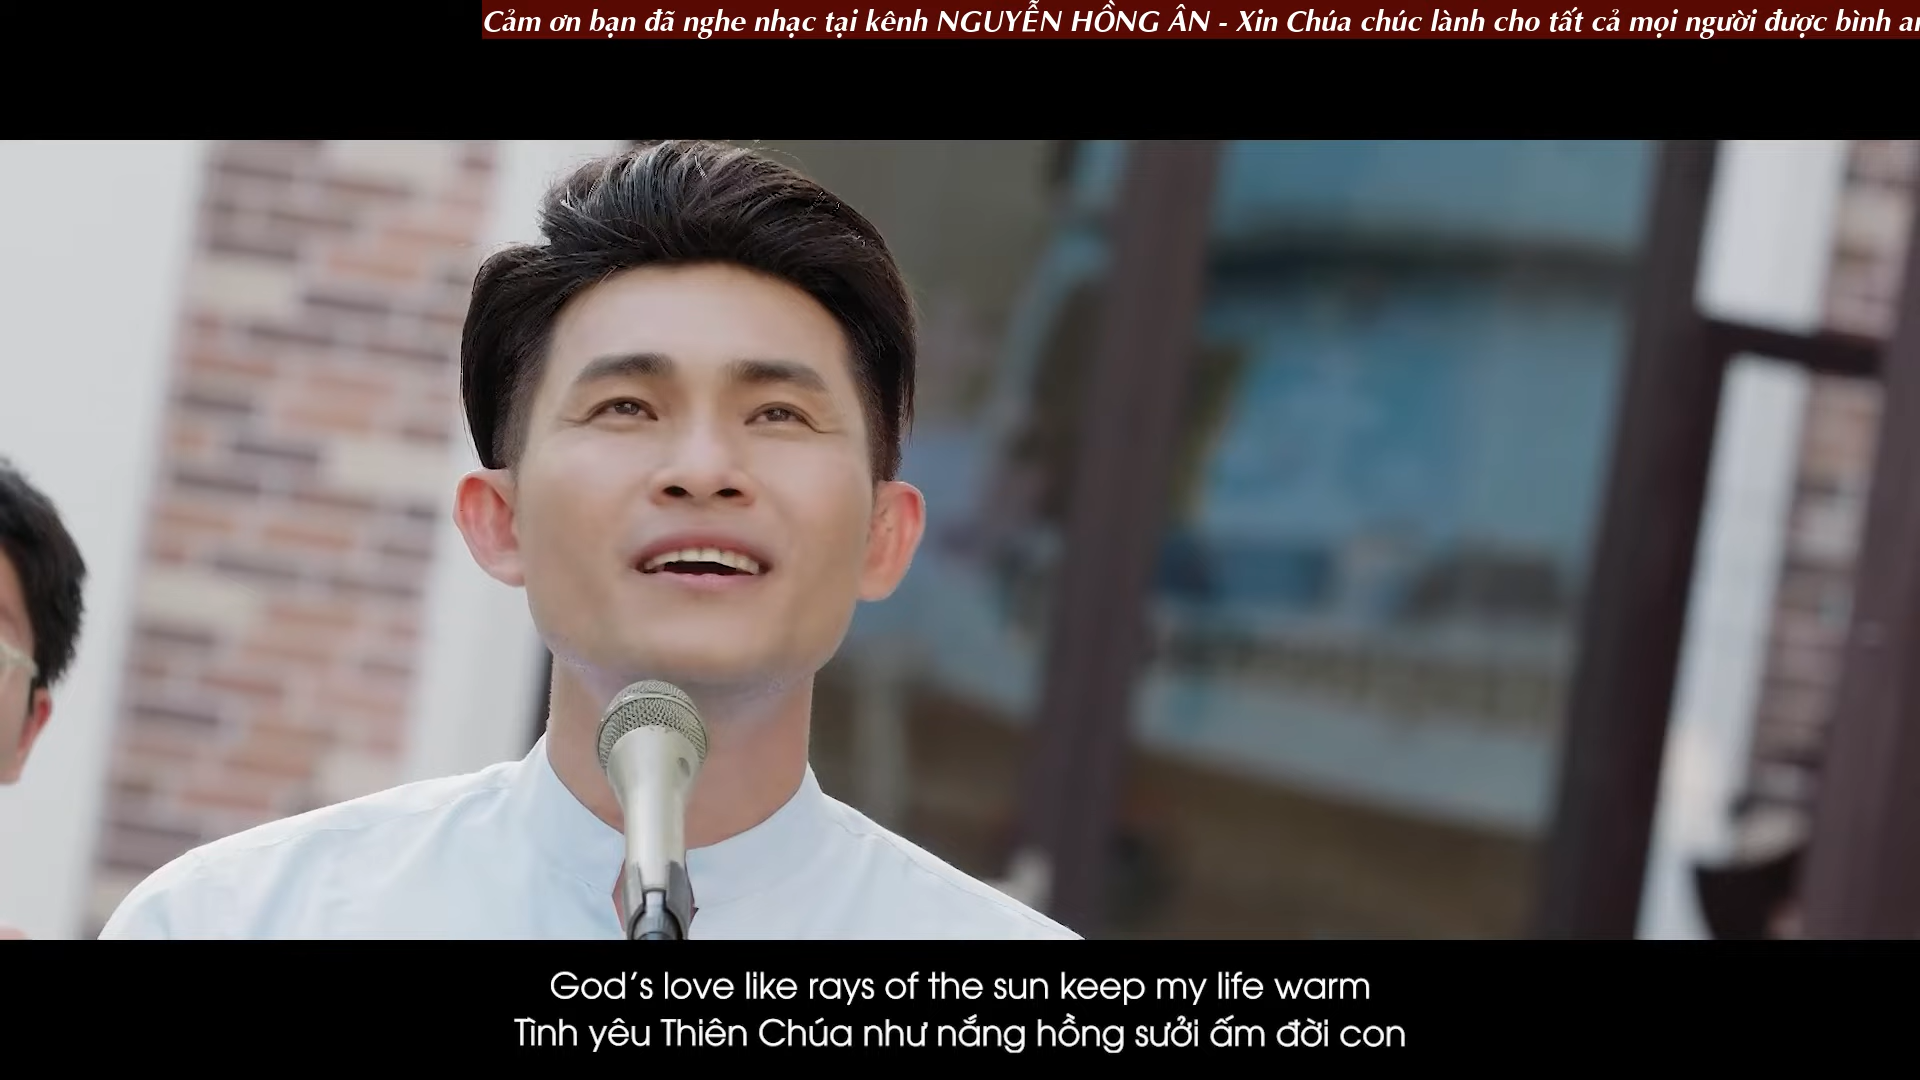 Cảm ơn bạn đã nghe nhạc tại kênh NGUYỄN HỒNG ÂN - Xin Chúa chúc lành cho tất cả mọi người được bình
God's love like rays of the sun keep my life warm
Tình yêu Thiên Chúa như nắng hồng sưởi ấm đời con